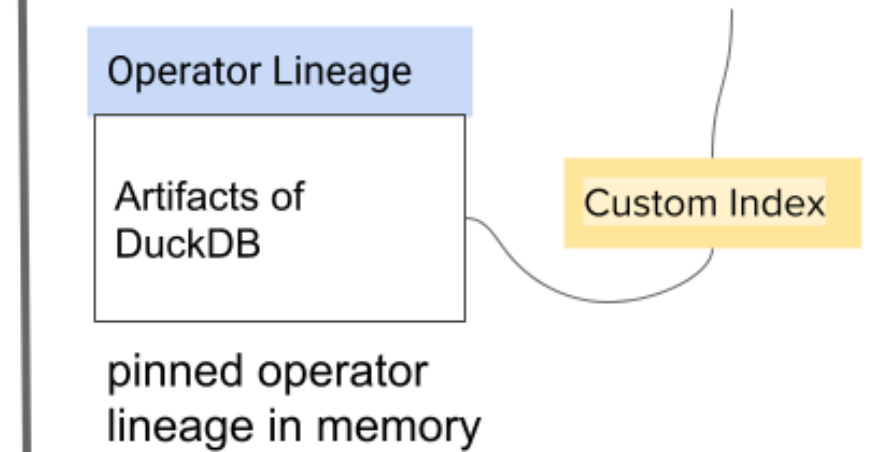 Operator Lineage
Artifacts of
DuckDB
Custom Index
pinned operator
lineage in memory